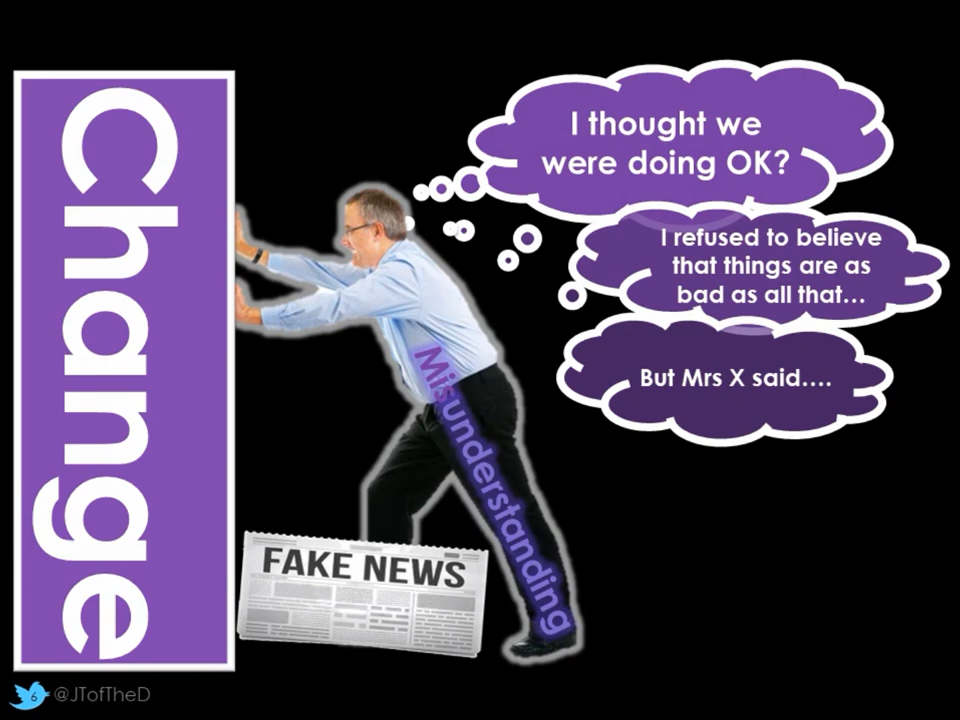 Change
I thought we
were doing OK?
I refused to believe
that things are as
bad as all that…
But Mrs X said….
Misunderstanding
FAKE NEWS
6
@JTofTheD